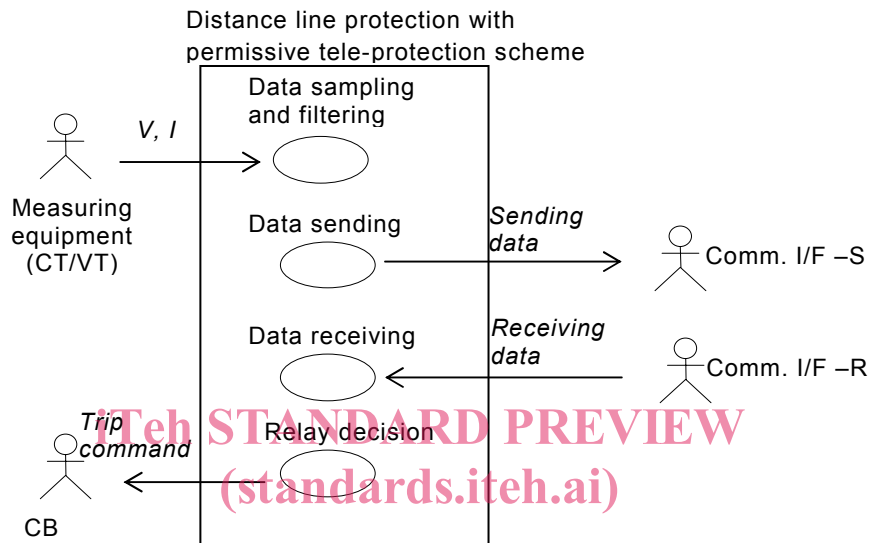 Distance line protection with
permissive tele-protection scheme
Data sampling
and filtering
V, I
Measuring
equipment
(CT/VT)
Data sending
Sending
data
Comm. I/F –S
Data receiving
Receiving
data
Comm. I/F –R
iTeh STANDARD PREVIEW
(standards.iteh.ai)
Trip
command
Relay decision
CB